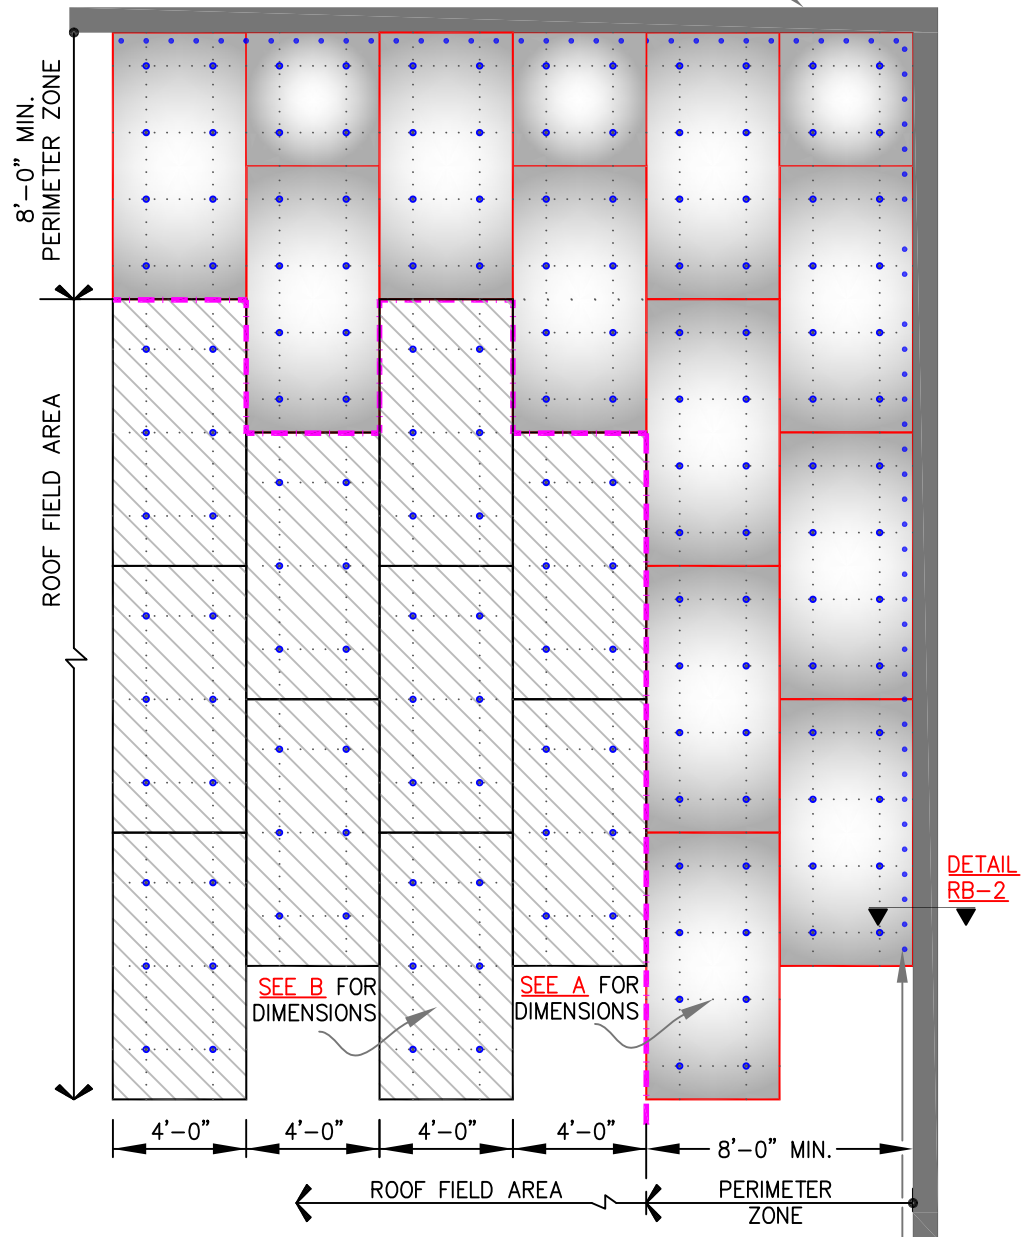 8'-0" MIN.
PERIMETER ZONE
ROOF FIELD AREA
DETAIL
RB-2
SEE B FOR
DIMENSIONS
SEE A FOR
DIMENSIONS
4'-0"
4'-0"
4'-0"
4'-0"
8'-0" MIN.
ROOF FIELD AREA
PERIMETER
ZONE